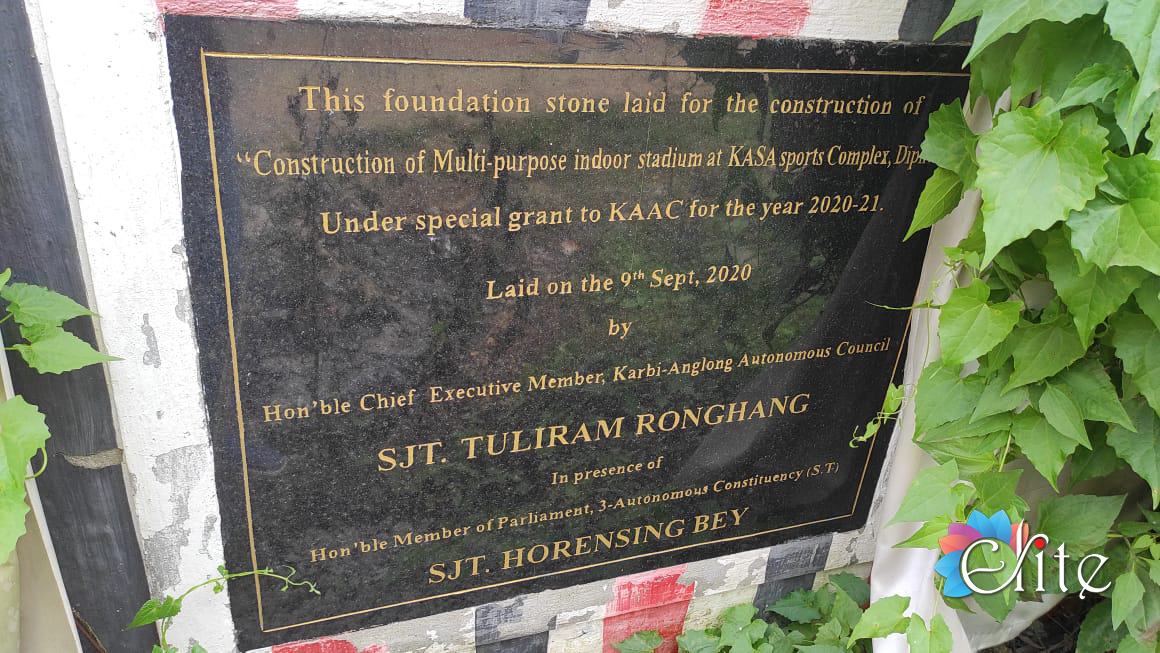 This foundation stone laid for the construction of
"Construction of Multi-purpose indoor stadium at KASA sports Complex,
Under special grant to KAAC for the year 2020-21.
Laid on the 9th Sept, 2020
by
Hon'ble Chief Executive Member, Karbi-Anglong Autonomous Council
SJT. TULIRAM RONGHANG
In presence of
Hon'ble Member of Parliament, 3-Autonomous Constituency (S.T)
SJT. HORENSING BEY
Elite